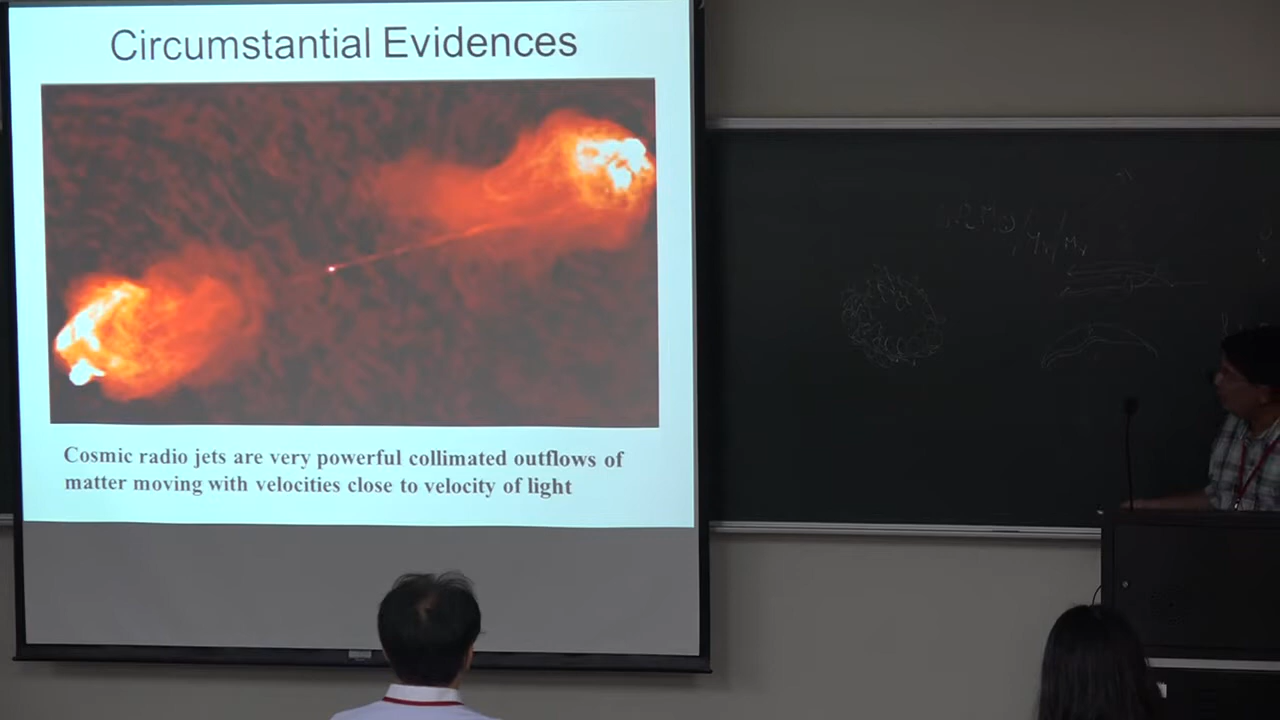 Circumstantial Evidences
Cosmic radio jets are very powerful collimated outflows of
matter moving with velocities close to velocity of light